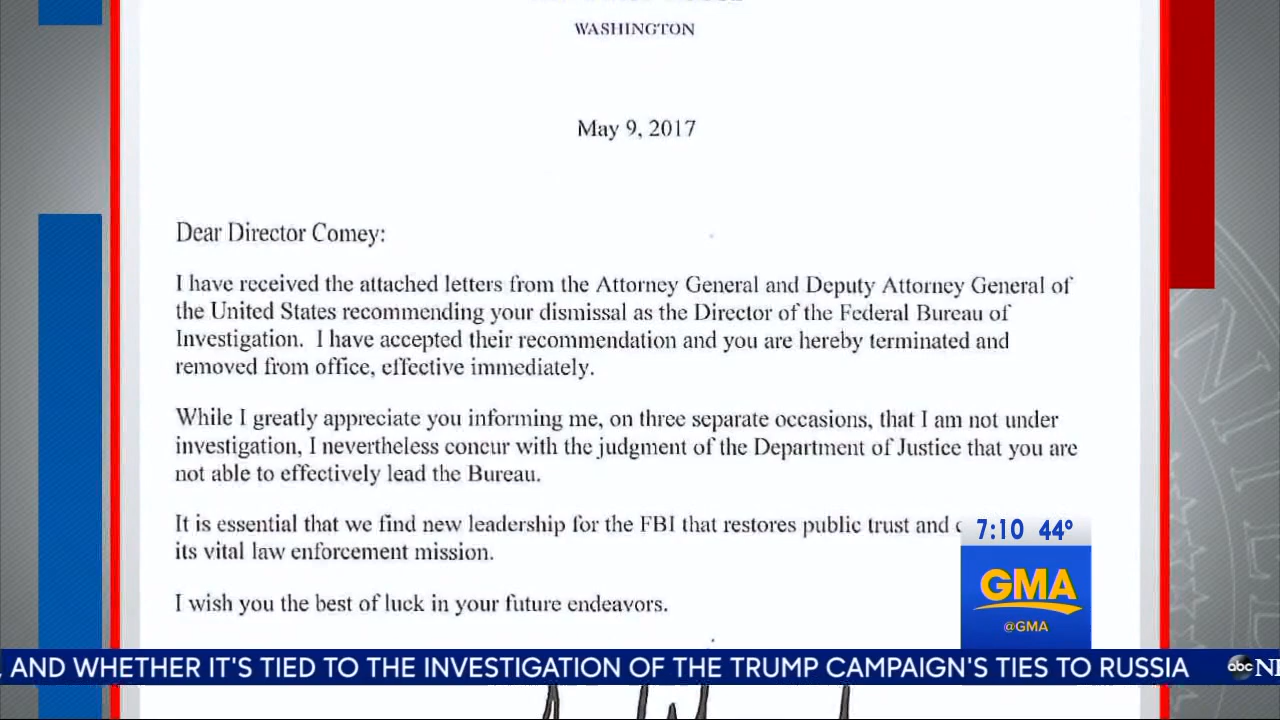 WASHINGTON
May 9, 2017
Dear Director Comey:
I have received the attached letters from the Attorney General and Deputy Attorney General of
the United States recommending your dismissal as the Director of the Federal Bureau of
Investigation. I have accepted their recommendation and you are hereby terminated and
removed from office, effective immediately.
While I greatly appreciate you informing me, on three separate occasions, that I am not under
investigation, I nevertheless concur with the judgment of the Department of Justice that you are
not able to effectively lead the Bureau.
It is essential that we find new leadership for the FBI that restores public trust and
its vital law enforcement mission.
I wish you the best of luck in your future endeavors.
7:10 44°
GMA
@GMA
, AND WHETHER IT'S TIED TO THE INVESTIGATION OF THE TRUMP CAMPAIGN'S TIES TO RUSSIA
abc